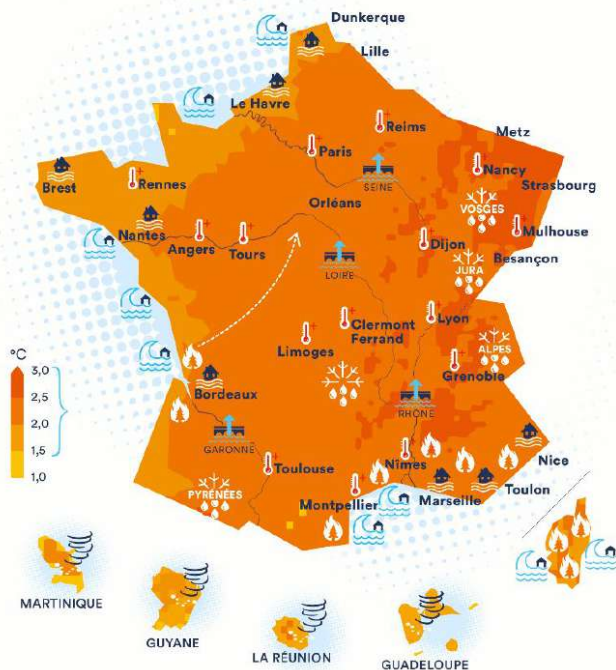 Dunkerque
Lille
Le Havre
Reims
Metz
Paris
Nancy
Brest
Rennes
Strasbourg
SEINE
VOSGES
Orléans
Nantes
Mulhouse
Angers
Tours
Dijon
Besançon
JURA
LOIRE
Lyon
Clermont
Ferrand
Limoges
ALPES
°C
Grenoble
3,0
2,5
2,0
1,5
1,0
Bordeaux
RHÔNE
GARONNE
Nice
Nîmes
Toulouse
Toulon
Marseille
PYRÉNÉES
Montpellier
MARTINIQUE
GUYANE
LA RÉUNION
GUADELOUPE